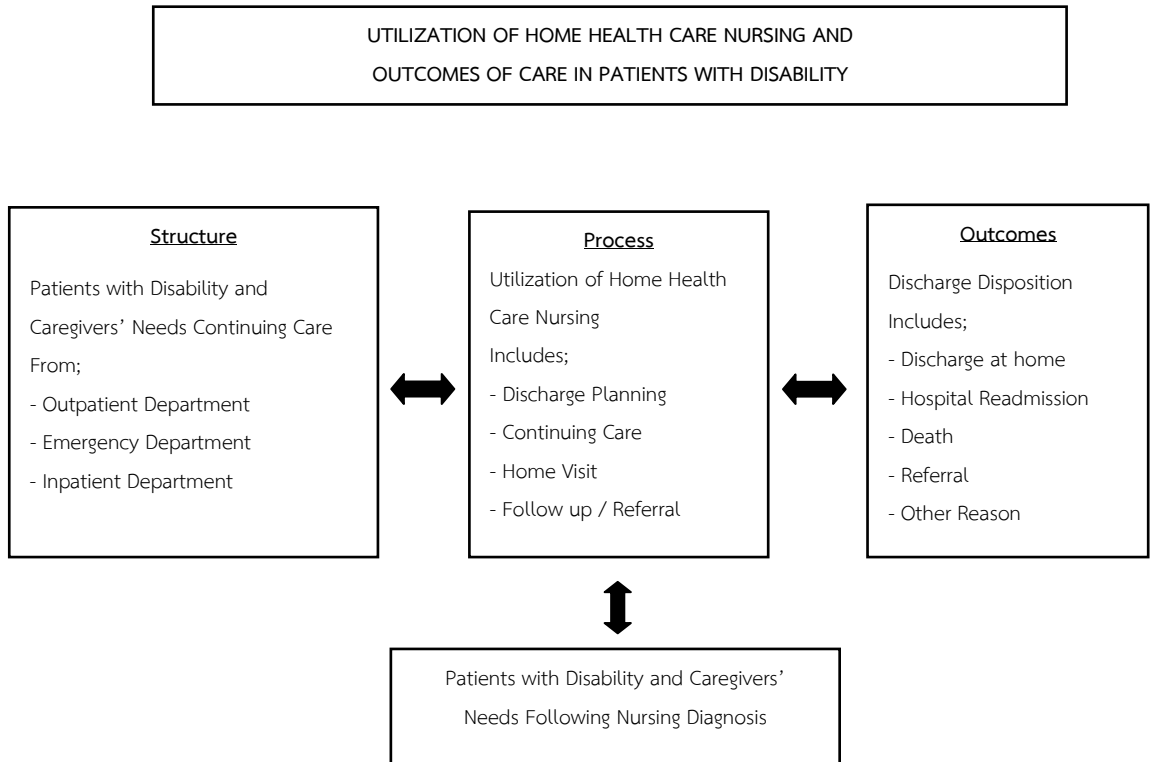 UTILIZATION OF HOME HEALTH CARE NURSING AND
OUTCOMES OF CARE IN PATIENTS WITH DISABILITY
Structure
Patients with Disability and
Caregivers’ Needs Continuing Care
From;
- Outpatient Department
- Emergency Department
- Inpatient Department
Process
Utilization of Home Health
Care Nursing
Includes;
- Discharge Planning
- Continuing Care
- Home Visit
- Follow up / Referral
Outcomes
Discharge Disposition
Includes;
- Discharge at home
- Hospital Readmission
- Death
- Referral
- Other Reason
Patients with Disability and Caregivers’
Needs Following Nursing Diagnosis